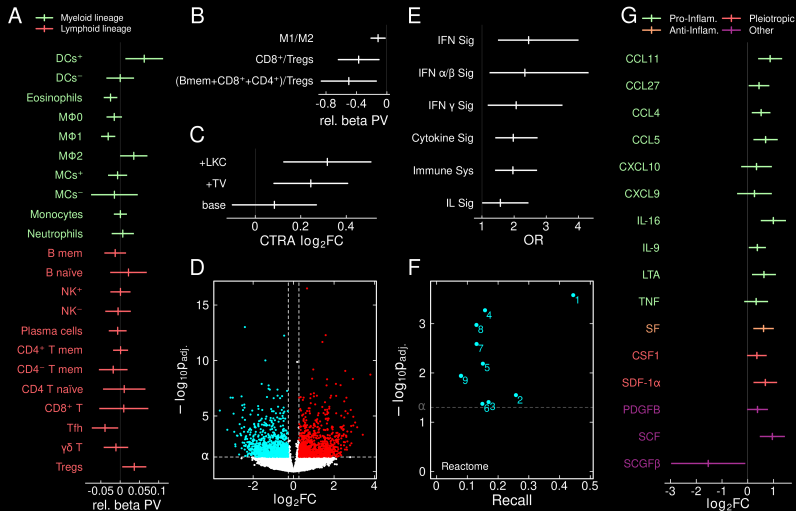 A
Myeloid lineage
Lymphoid lineage
DCs⁺
DCs⁻
Eosinophils
MΦ0
MΦ1
MΦ2
MCs⁺
MCs⁻
Monocytes
Neutrophils
B mem
B naïve
NK⁺
NK⁻
Plasma cells
CD4⁺ T mem
CD4⁻ T mem
CD4 T naïve
CD8⁺ T
Tfh
γδ T
Tregs
-0.05 0 0.050.1
rel. beta PV
B
M1/M2
CD8⁺/Tregs
(Bmem+CD8⁺+CD4⁺)/Tregs
-0.8 -0.4 0
rel. beta PV
C
+LKC
+TV
base
0 0.2 0.4
CTRA log₂FC
D
15
10
5
α
0
− log₁₀pₐdⱼ.
−2 0 2 4
log₂FC
E
IFN Sig
IFN α/β Sig
IFN γ Sig
Cytokine Sig
Immune Sys
IL Sig
1 2 3 4
OR
F
3
2
α
1
0
− log₁₀pₐdⱼ.
1
4
8
7
5
9
2
6
3
Reactome
0 0.1 0.2 0.3 0.4 0.5
Recall
G
Pro-Inflam. Pleiotropic
Anti-Inflam. Other
CCL11
CCL27
CCL4
CCL5
CXCL10
CXCL9
IL-16
IL-9
LTA
TNF
SF
CSF1
SDF-1α
PDGFB
SCF
SCGFβ
−3 −2 −1 0 1
log₂FC